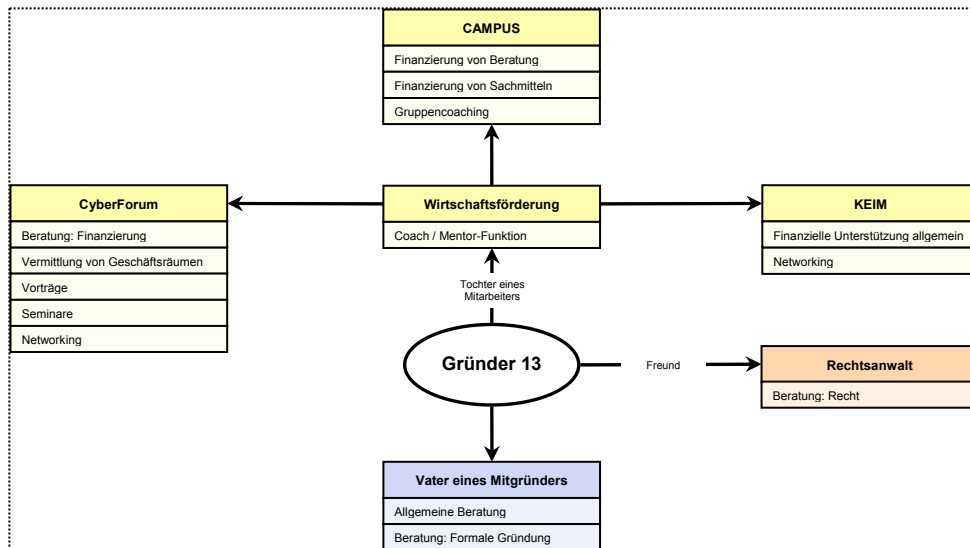 CAMPUS
Finanzierung von Beratung
Finanzierung von Sachmitteln
Gruppencoaching
CyberForum
Beratung: Finanzierung
Vermittlung von Geschäftsräumen
Vorträge
Seminare
Networking
Wirtschaftsförderung
Coach / Mentor-Funktion
KEIM
Finanzielle Unterstützung allgemein
Networking
Tochter eines
Mitarbeiters
Gründer 13
Freund
Rechtsanwalt
Beratung: Recht
Vater eines Mitgründers
Allgemeine Beratung
Beratung: Formale Gründung